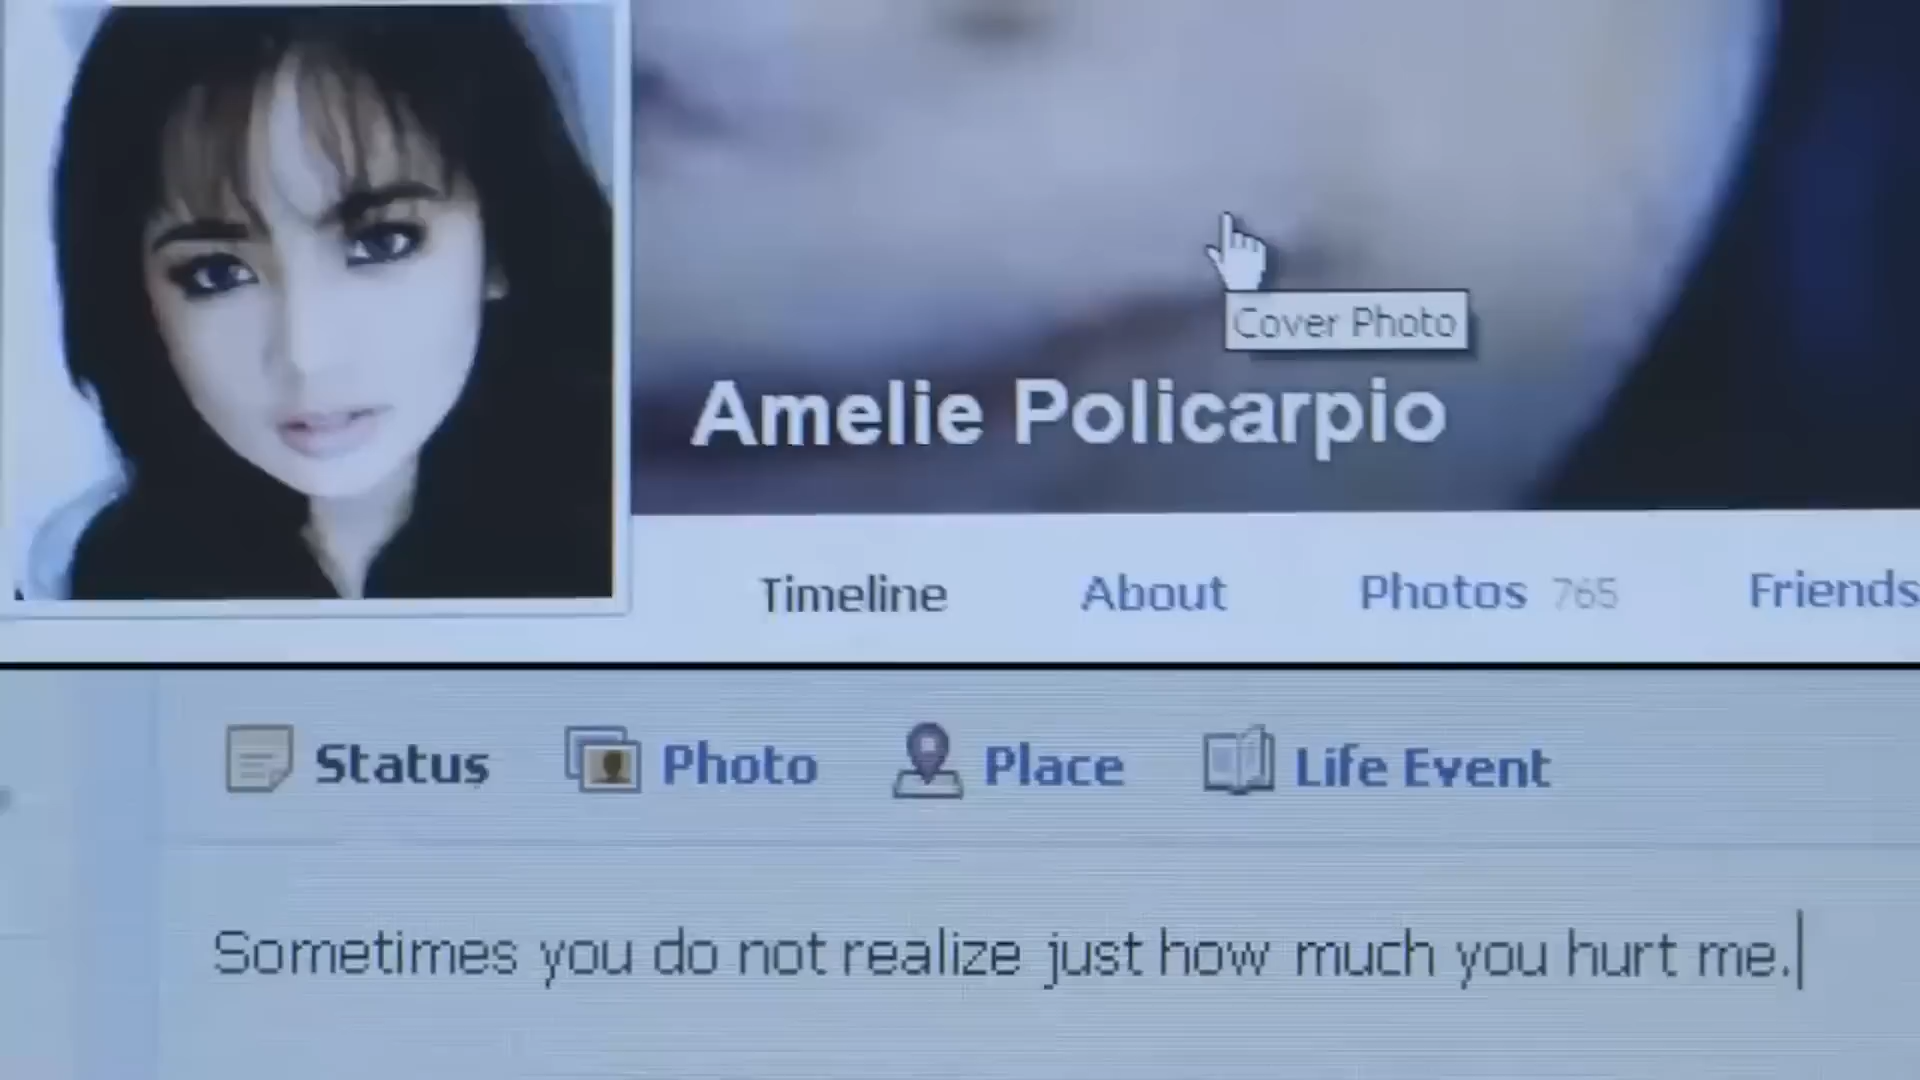 Cover Photo
Amelie Policarpio
Timeline About Photos 765 Friends
Status Photo Place Life Event
Sometimes you do not realize just how much you hurt me.